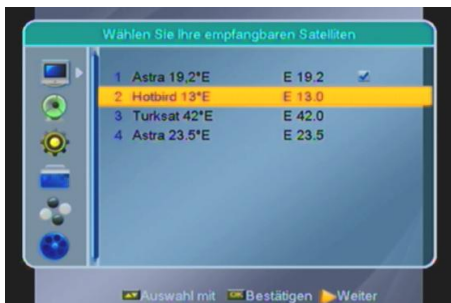 Wählen Sie Ihre empfangbaren Satelliten
1 Astra 19,2°E E 19.2
2 Hotbird 13°E E 13.0
3 Turksat 42°E E 42.0
4 Astra 23.5°E E 23.5
Auswahl mit OK Bestätigen Weiter